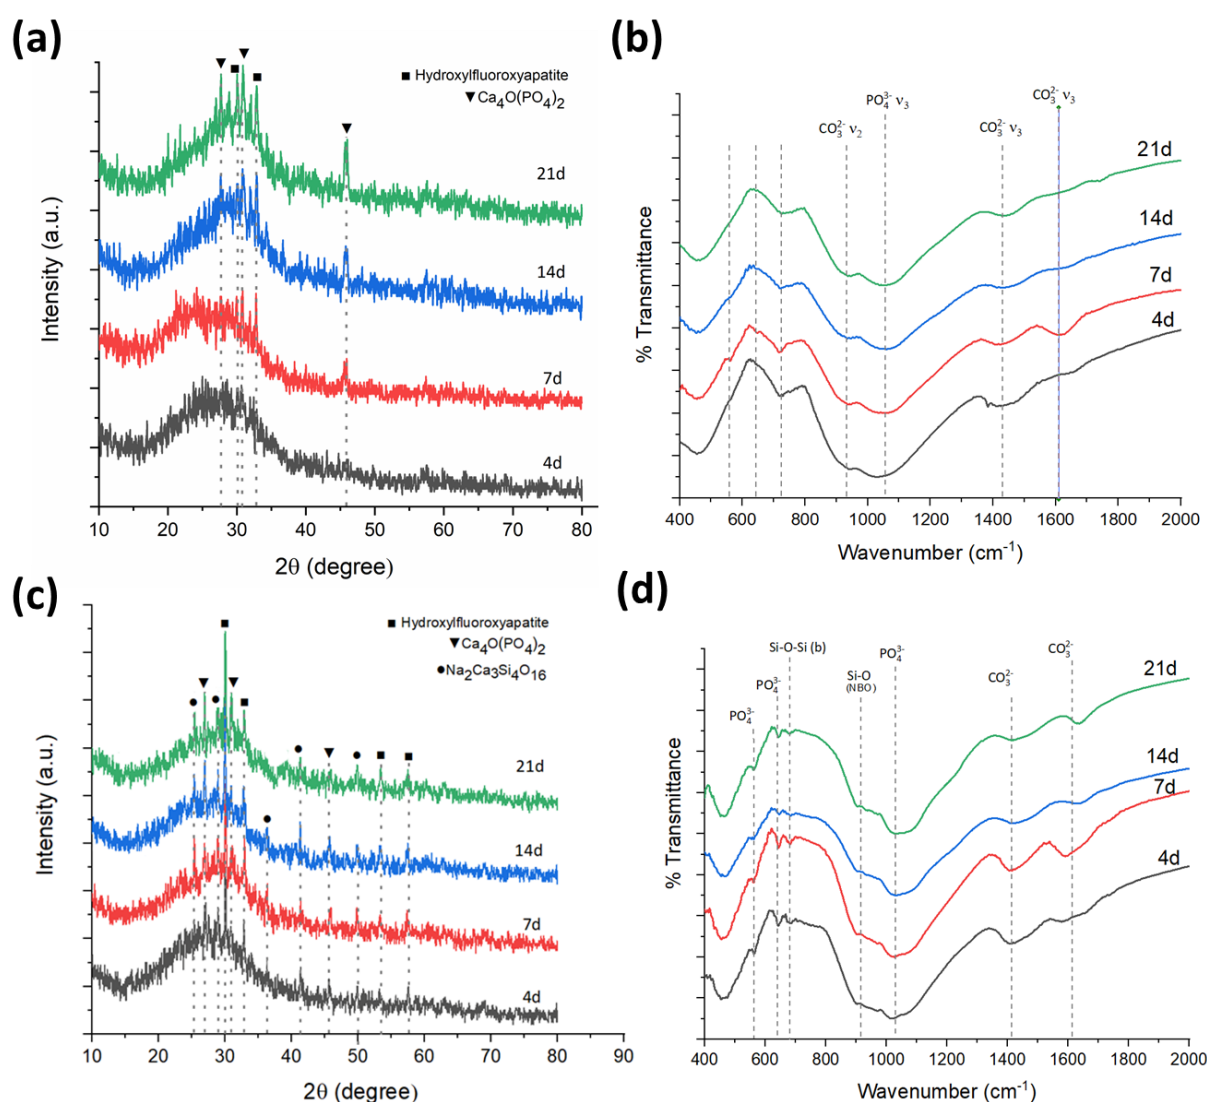 (a)
■ Hydroxylfluoroxyapatite
▼Ca₄O(PO₄)₂
21d
14d
7d
4d
Intensity (a.u.)
10 20 30 40 50 60 70 80
2θ (degree)
(b)
CO₃²⁻ ν₂
PO₄³⁻ ν₃
CO₃²⁻ ν₃
CO₃²⁻ ν₃
21d
14d
7d
4d
% Transmittance
400 600 800 1000 1200 1400 1600 1800 2000
Wavenumber (cm⁻¹)
(c)
■ Hydroxylfluoroxyapatite
▼Ca₄O(PO₄)₂
●Na₂Ca₃Si₄O₁₆
21d
14d
7d
4d
Intensity (a.u.)
10 20 30 40 50 60 70 80 90
2θ (degree)
(d)
PO₄³⁻
PO₄³⁻
Si-O-Si (b)
Si-O
(NBO)
PO₄³⁻
CO₃²⁻
CO₃²⁻
21d
14d
7d
4d
% Transmittance
400 600 800 1000 1200 1400 1600 1800 2000
Wavenumber (cm⁻¹)